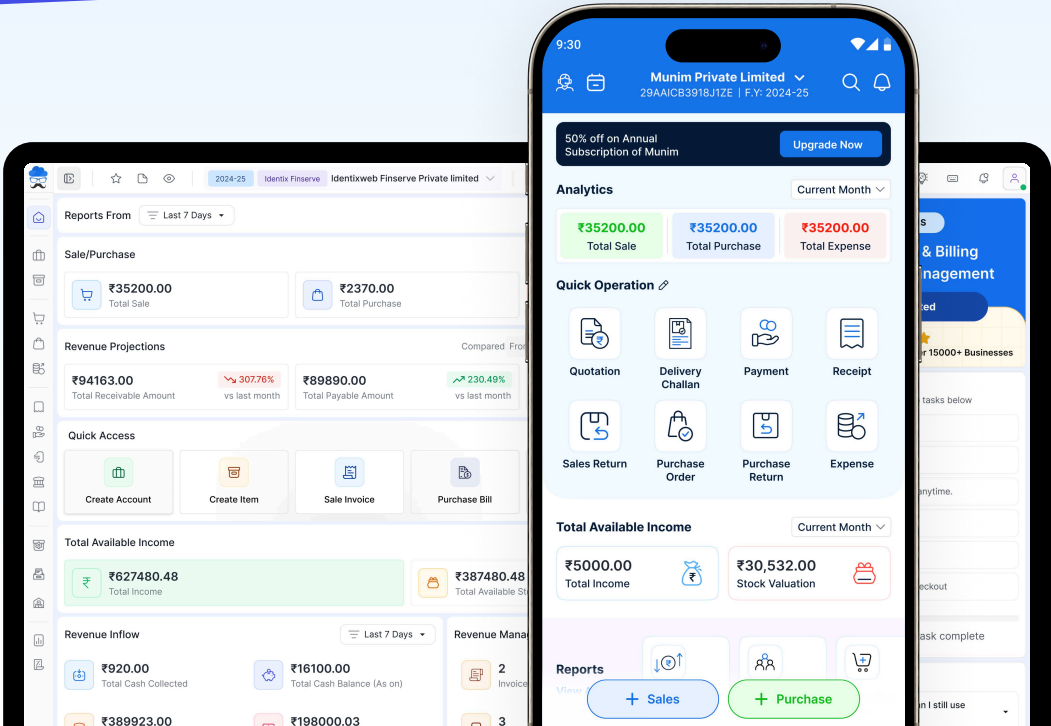 9:30
Munim Private Limited
29AAICB3918J1ZE | F.Y: 2024-25
50% off on Annual
Subscription of Munim
Upgrade Now
Analytics
Current Month
₹35200.00
Total Sale
₹35200.00
Total Purchase
₹35200.00
Total Expense
Quick Operation
Quotation
Delivery
Challan
Payment
Receipt
Sales Return
Purchase
Order
Purchase
Return
Expense
Total Available Income
Current Month
₹5000.00
Total Income
₹30,532.00
Stock Valuation
Reports
View
+ Sales
+ Purchase
2024-25
Identix Finserve
Identixweb Finserve Private limited
Reports From
Last 7 Days
Sale/Purchase
₹35200.00
Total Sale
₹2370.00
Total Purchase
Revenue Projections
Compared
₹94163.00
Total Receivable Amount
307.76%
vs last month
₹89890.00
Total Payable Amount
230.49%
vs last month
Quick Access
Create Account
Create Item
Sale Invoice
Purchase Bill
Total Available Income
₹627480.48
Total Income
₹387480.48
Total Available
Revenue Inflow
Last 7 Days
Revenue
₹920.00
Total Cash Collected
₹16100.00
Total Cash Balance (As on)
2
Invoice
₹389923.00
₹198000.03
3
& Billing
15000+ Businesses
tasks below
anytime.
task complete
I still use